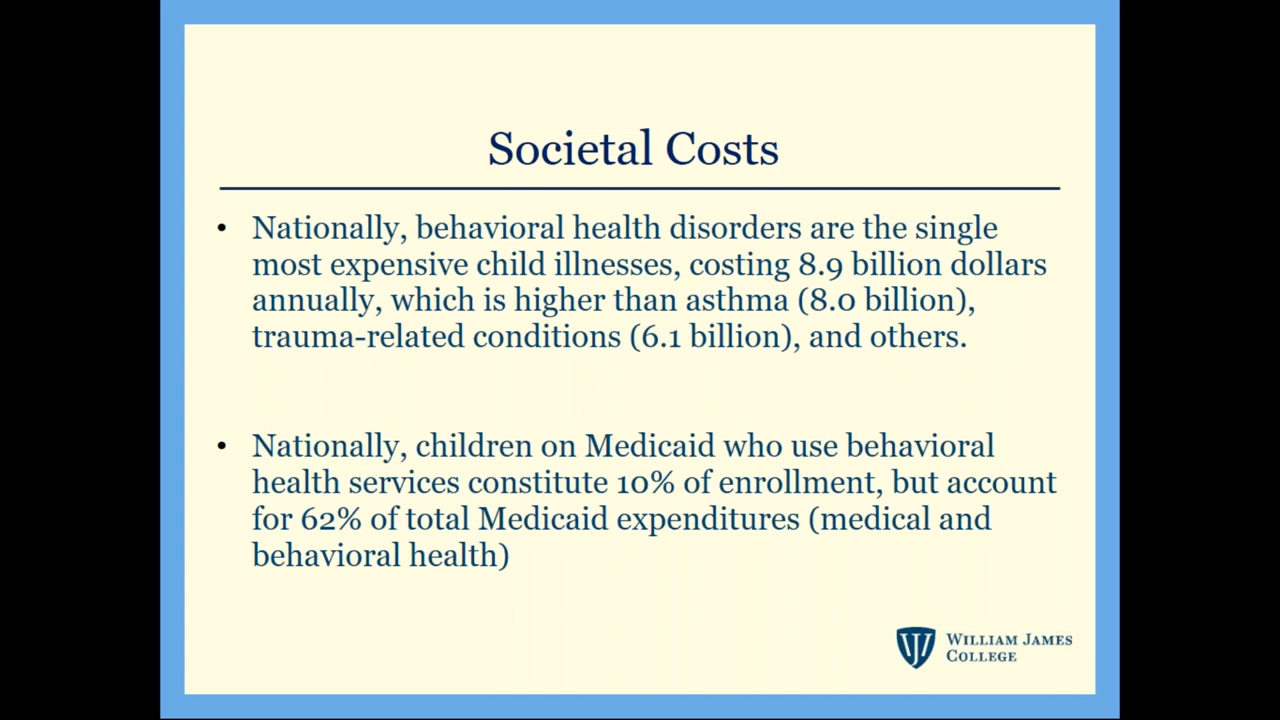 Societal Costs
• Nationally, behavioral health disorders are the single
most expensive child illnesses, costing 8.9 billion dollars
annually, which is higher than asthma (8.0 billion),
trauma-related conditions (6.1 billion), and others.
• Nationally, children on Medicaid who use behavioral
health services constitute 10% of enrollment, but account
for 62% of total Medicaid expenditures (medical and
behavioral health)
WILLIAM JAMES
COLLEGE